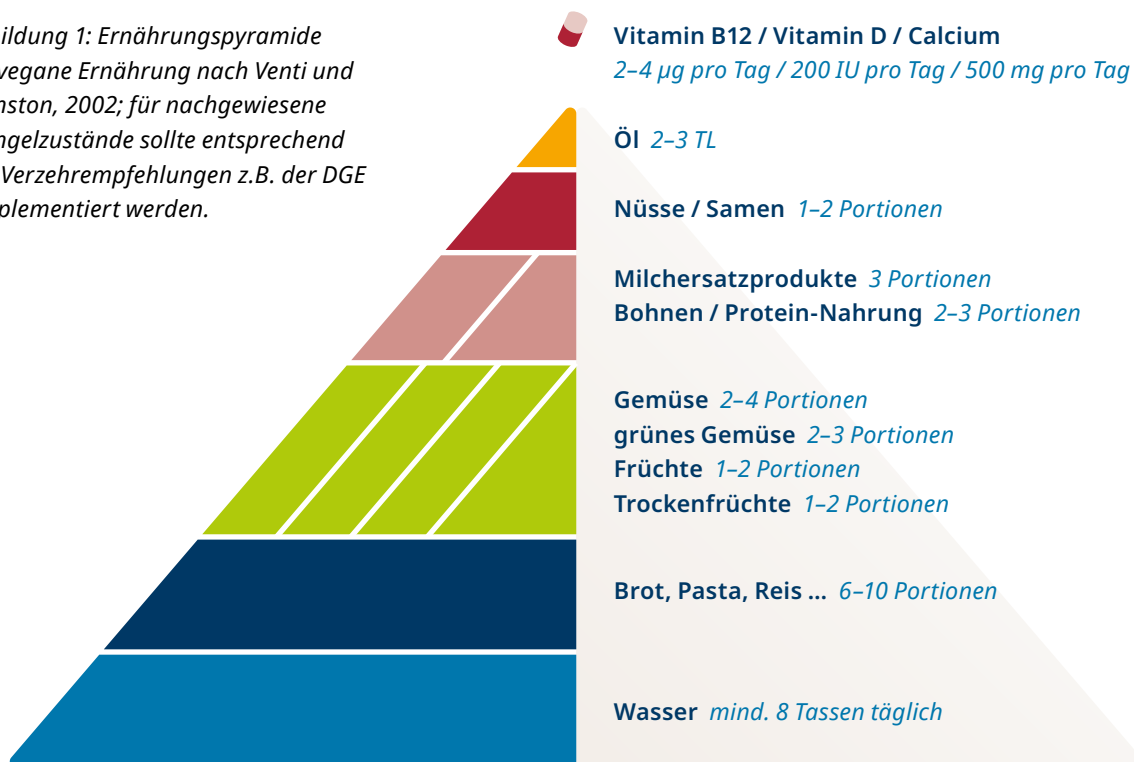 ildung 1: Ernährungspyramide
vegane Ernährung nach Venti und
nston, 2002; für nachgewiesene
ngelzustände sollte entsprechend
Verzehrempfehlungen z.B. der DGE
plementiert werden.
Vitamin B12 / Vitamin D / Calcium
2–4 µg pro Tag / 200 IU pro Tag / 500 mg pro Tag
Öl 2–3 TL
Nüsse / Samen 1–2 Portionen
Milchersatzprodukte 3 Portionen
Bohnen / Protein-Nahrung 2–3 Portionen
Gemüse 2–4 Portionen
grünes Gemüse 2–3 Portionen
Früchte 1–2 Portionen
Trockenfrüchte 1–2 Portionen
Brot, Pasta, Reis ... 6–10 Portionen
Wasser mind. 8 Tassen täglich